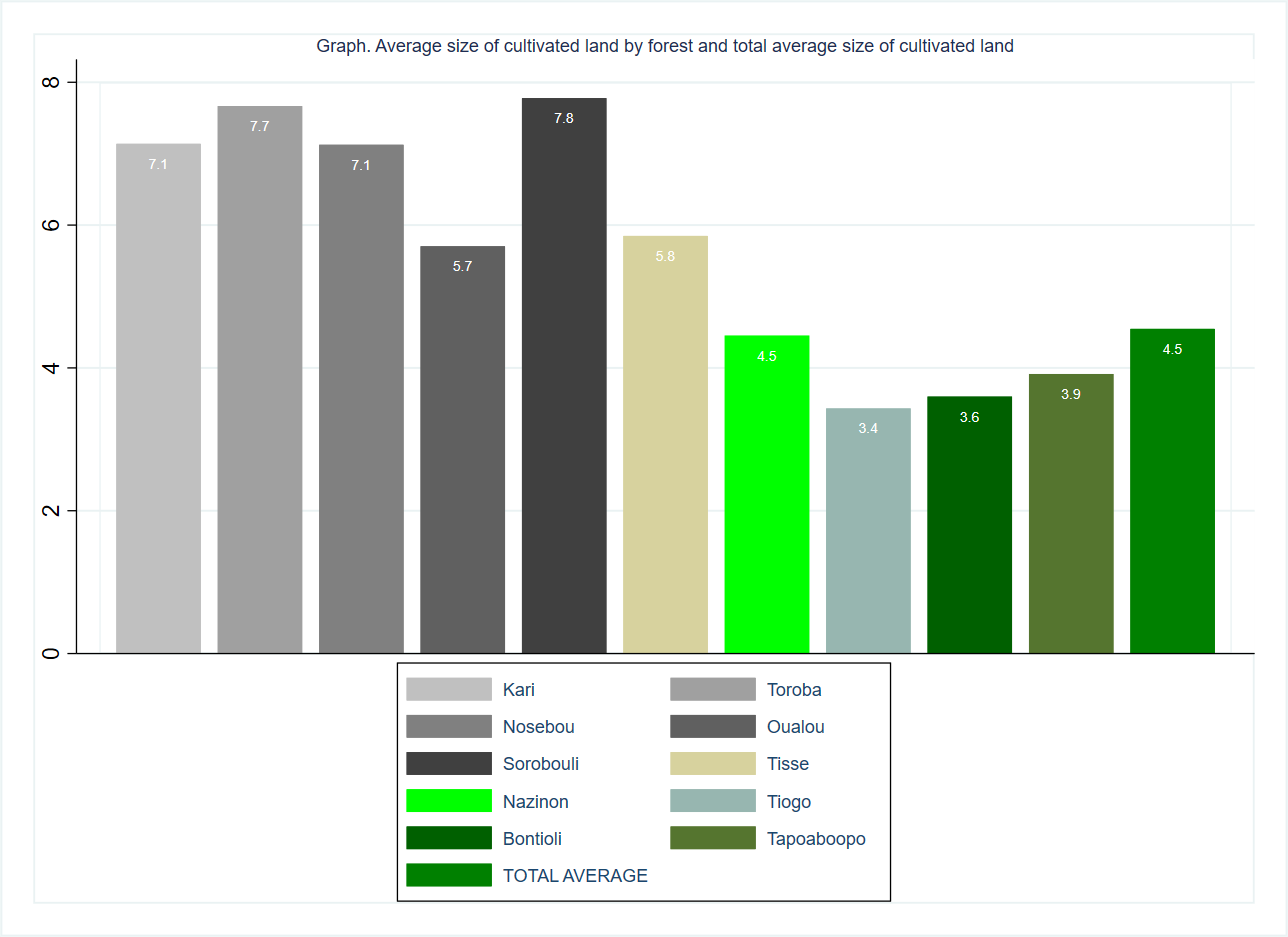 Graph. Average size of cultivated land by forest and total average size of cultivated land
8
6
4
2
0
7.1
7.7
7.1
5.7
7.8
5.8
4.5
3.4
3.6
3.9
4.5
Kari
Toroba
Nosebou
Oualou
Sorobouli
Tisse
Nazinon
Tiogo
Bontioli
Tapoaboopo
TOTAL AVERAGE